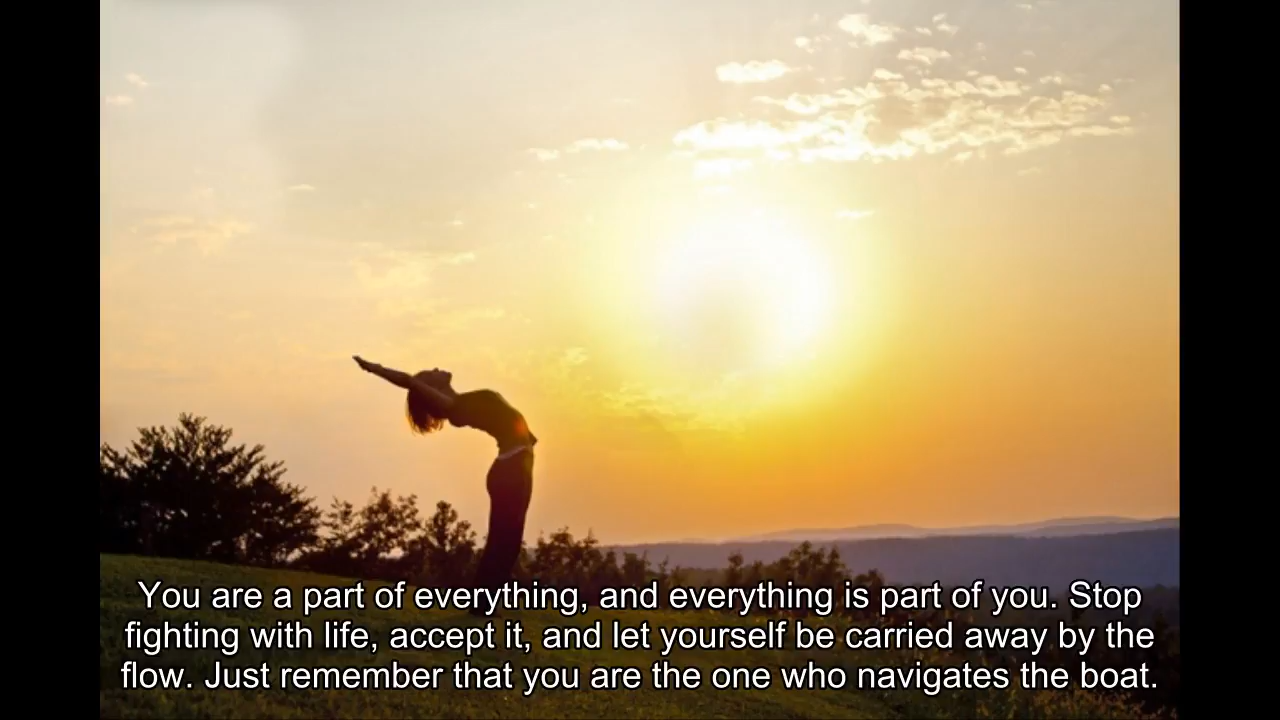 You are a part of everything, and everything is part of you. Stop
fighting with life, accept it, and let yourself be carried away by the
flow. Just remember that you are the one who navigates the boat.